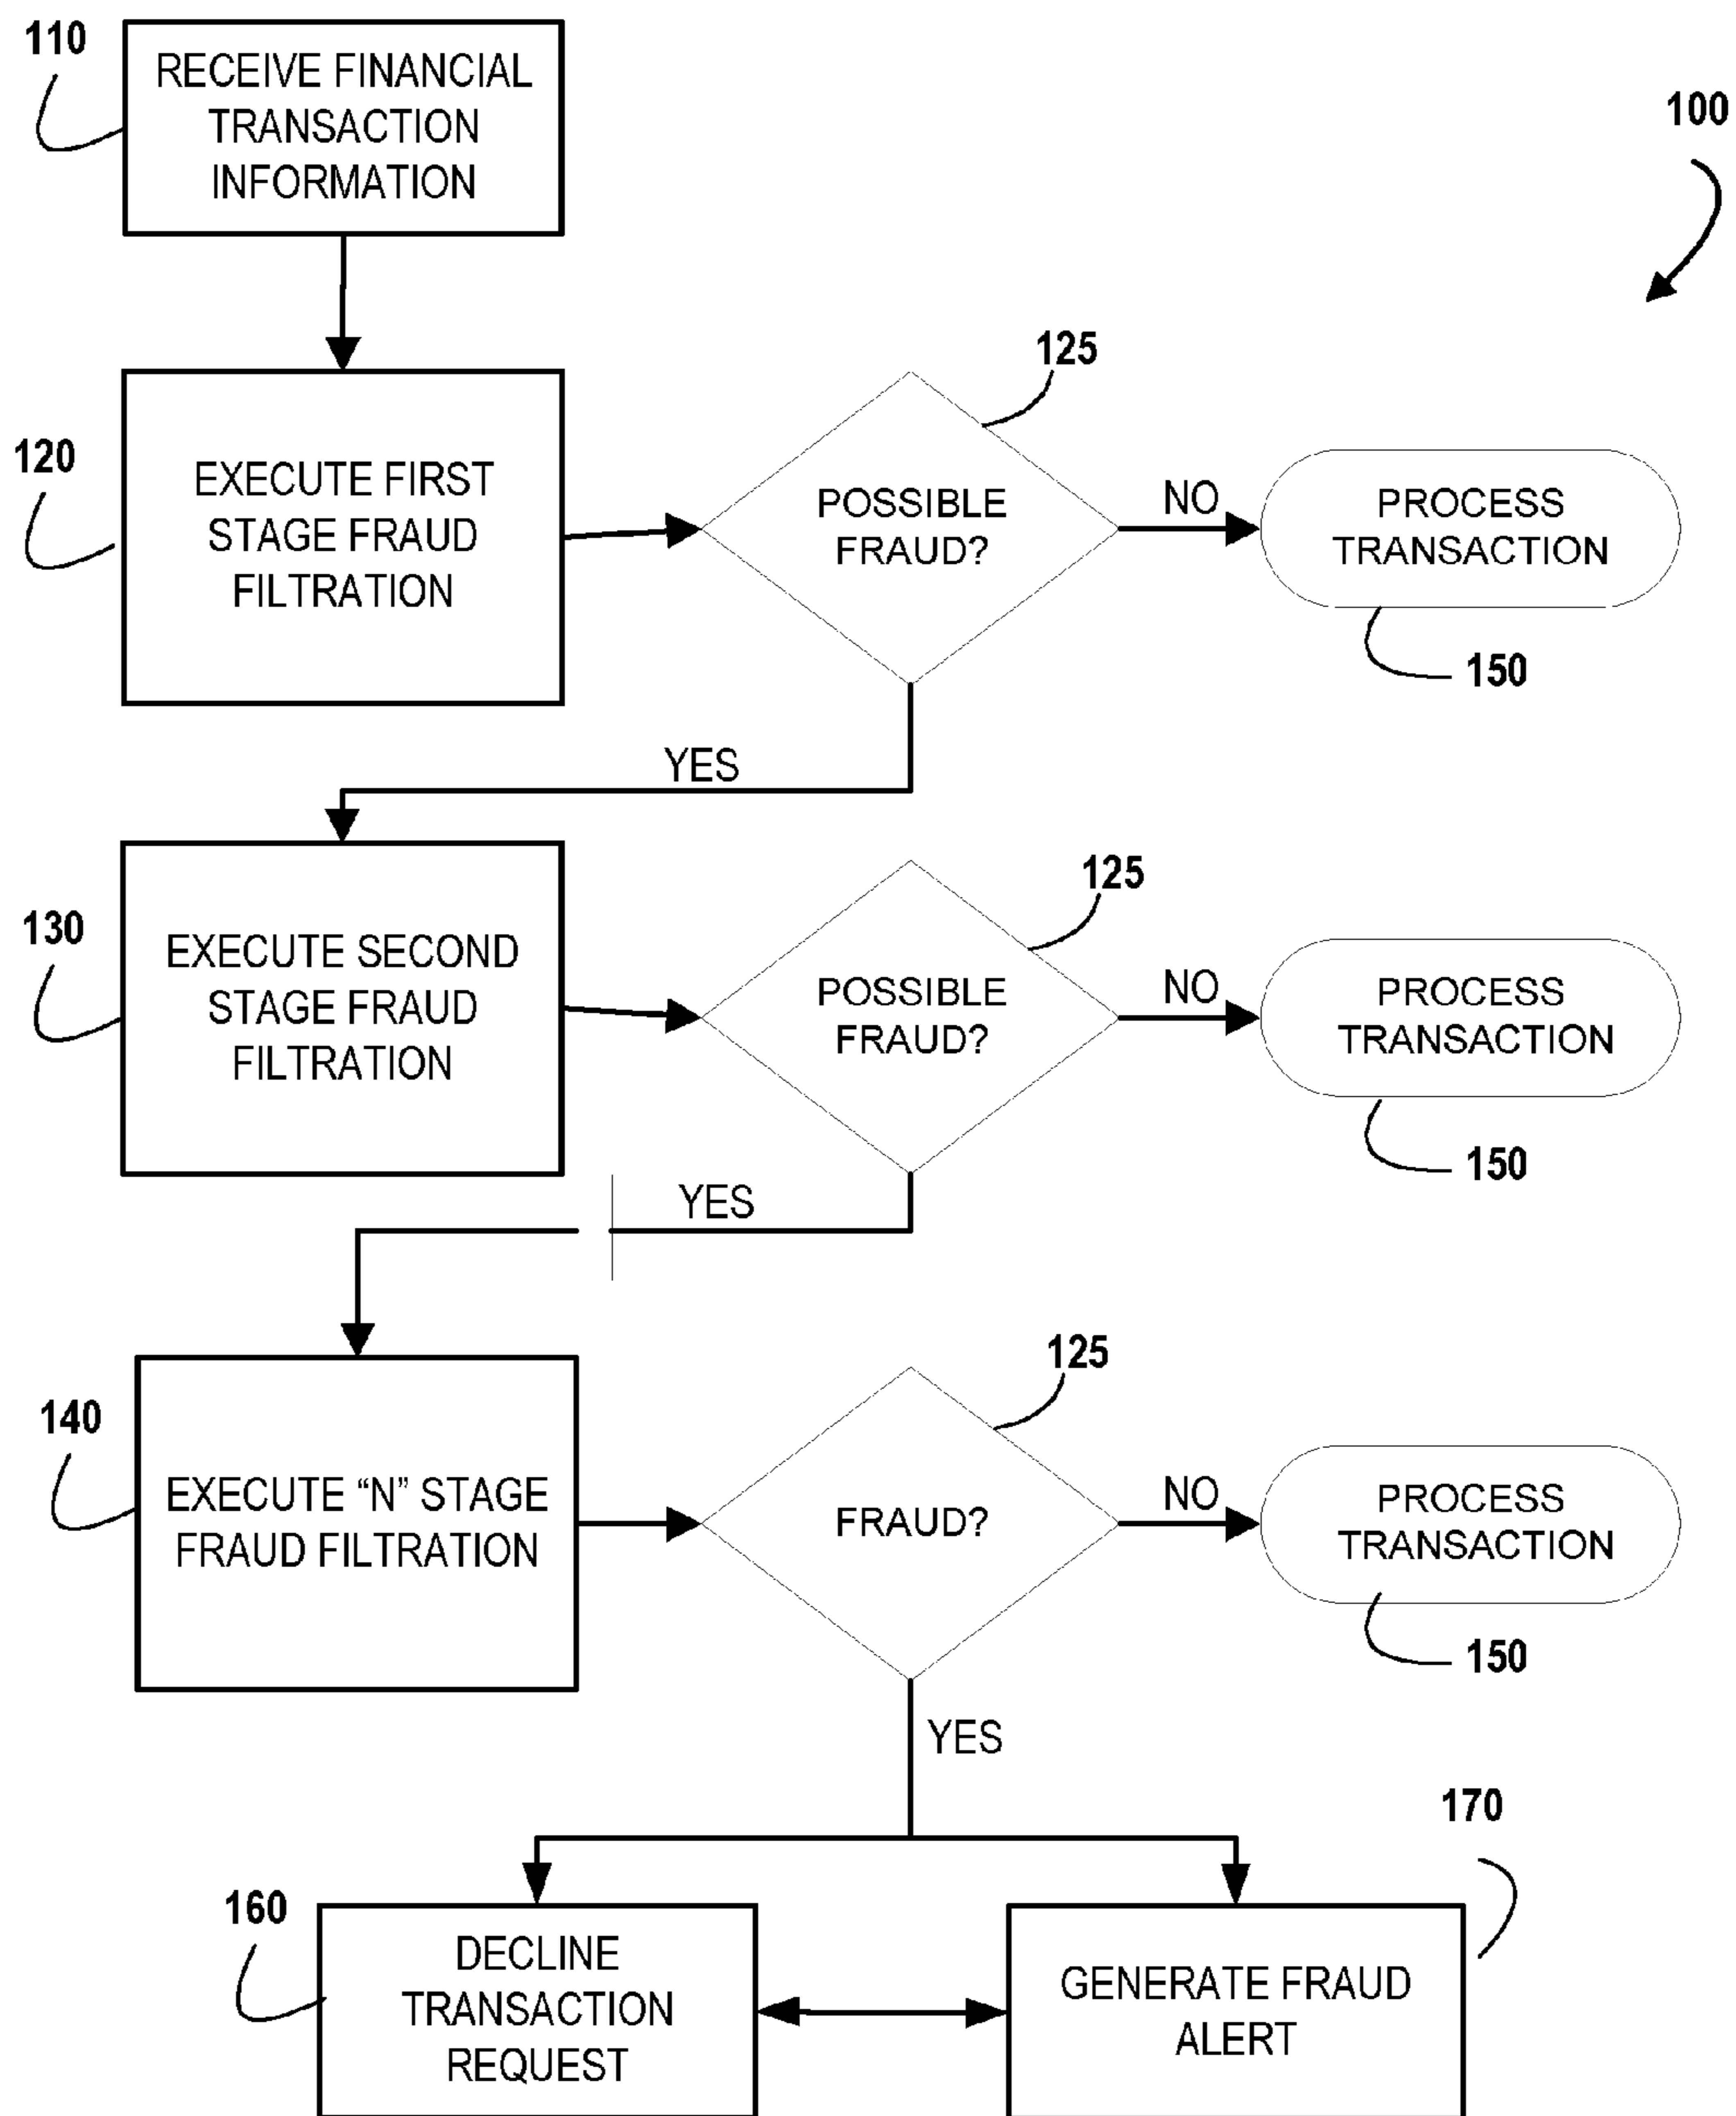 110
RECEIVE FINANCIAL
TRANSACTION
INFORMATION
100
120
EXECUTE FIRST
STAGE FRAUD
FILTRATION
125
POSSIBLE
FRAUD?
NO
PROCESS
TRANSACTION
150
YES
130
EXECUTE SECOND
STAGE FRAUD
FILTRATION
125
POSSIBLE
FRAUD?
NO
PROCESS
TRANSACTION
150
YES
140
EXECUTE “N” STAGE
FRAUD FILTRATION
125
FRAUD?
NO
PROCESS
TRANSACTION
150
YES
160
DECLINE
TRANSACTION
REQUEST
170
GENERATE FRAUD
ALERT